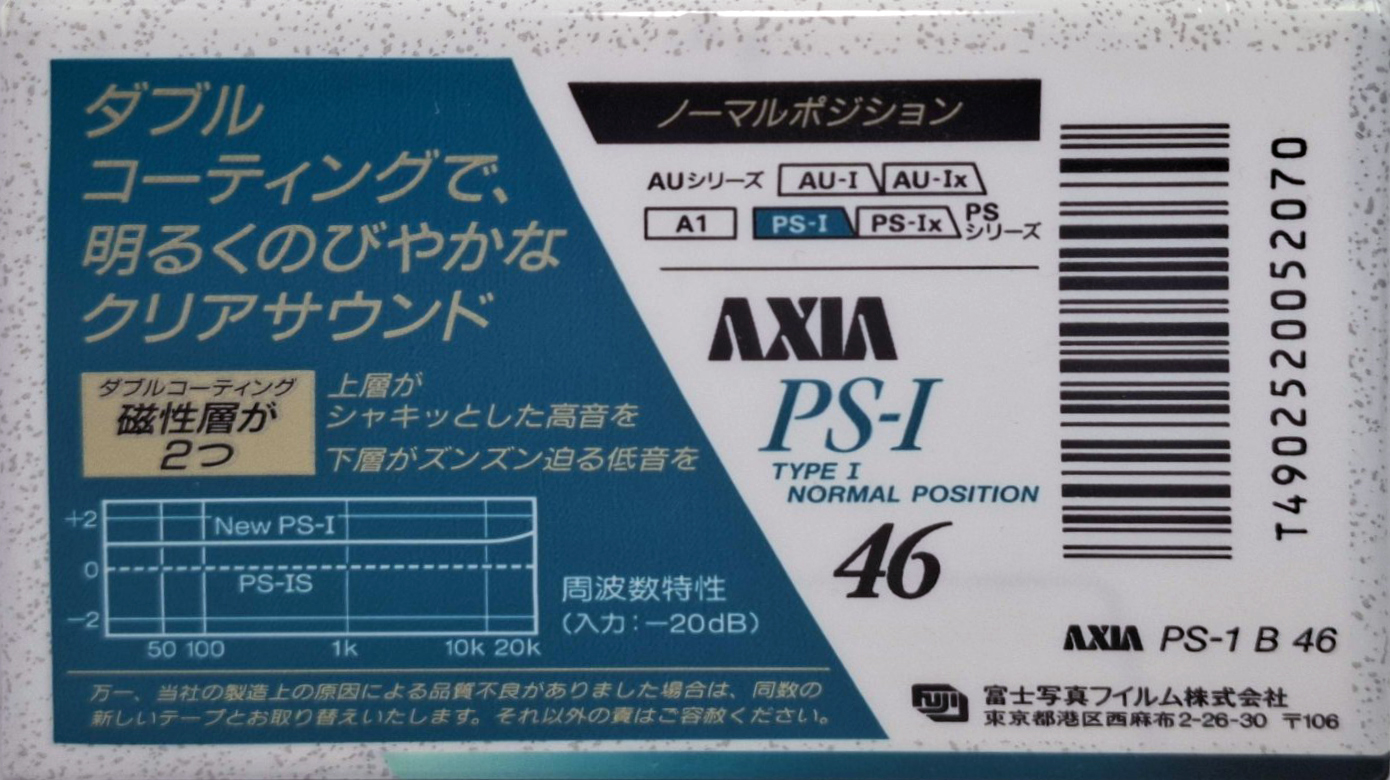 ダブル
コーティングで、
明るくのびやかな
クリアサウンド
ダブルコーティング
磁性層が
2つ
上層が
シャキッとした高音を
下層がズンズン迫る低音を
+2
New PS-I
0
PS-IS
−2
50 100 1k 10k 20k
周波数特性
(入力:−20dB)
万一、当社の製造上の原因による品質不良がありました場合は、同数の
新しいテープとお取り替えいたします。それ以外の責はご容赦ください。
ノーマルポジション
AUシリーズ AU-I AU-Ix
A1 PS-I PS-Ix PSシリーズ
AXIA
PS-I
TYPE I
NORMAL POSITION
46
T4902520052070
AXIA PS-1 B 46
FUJI 富士写真フイルム株式会社
東京都港区西麻布2-26-30 〒106